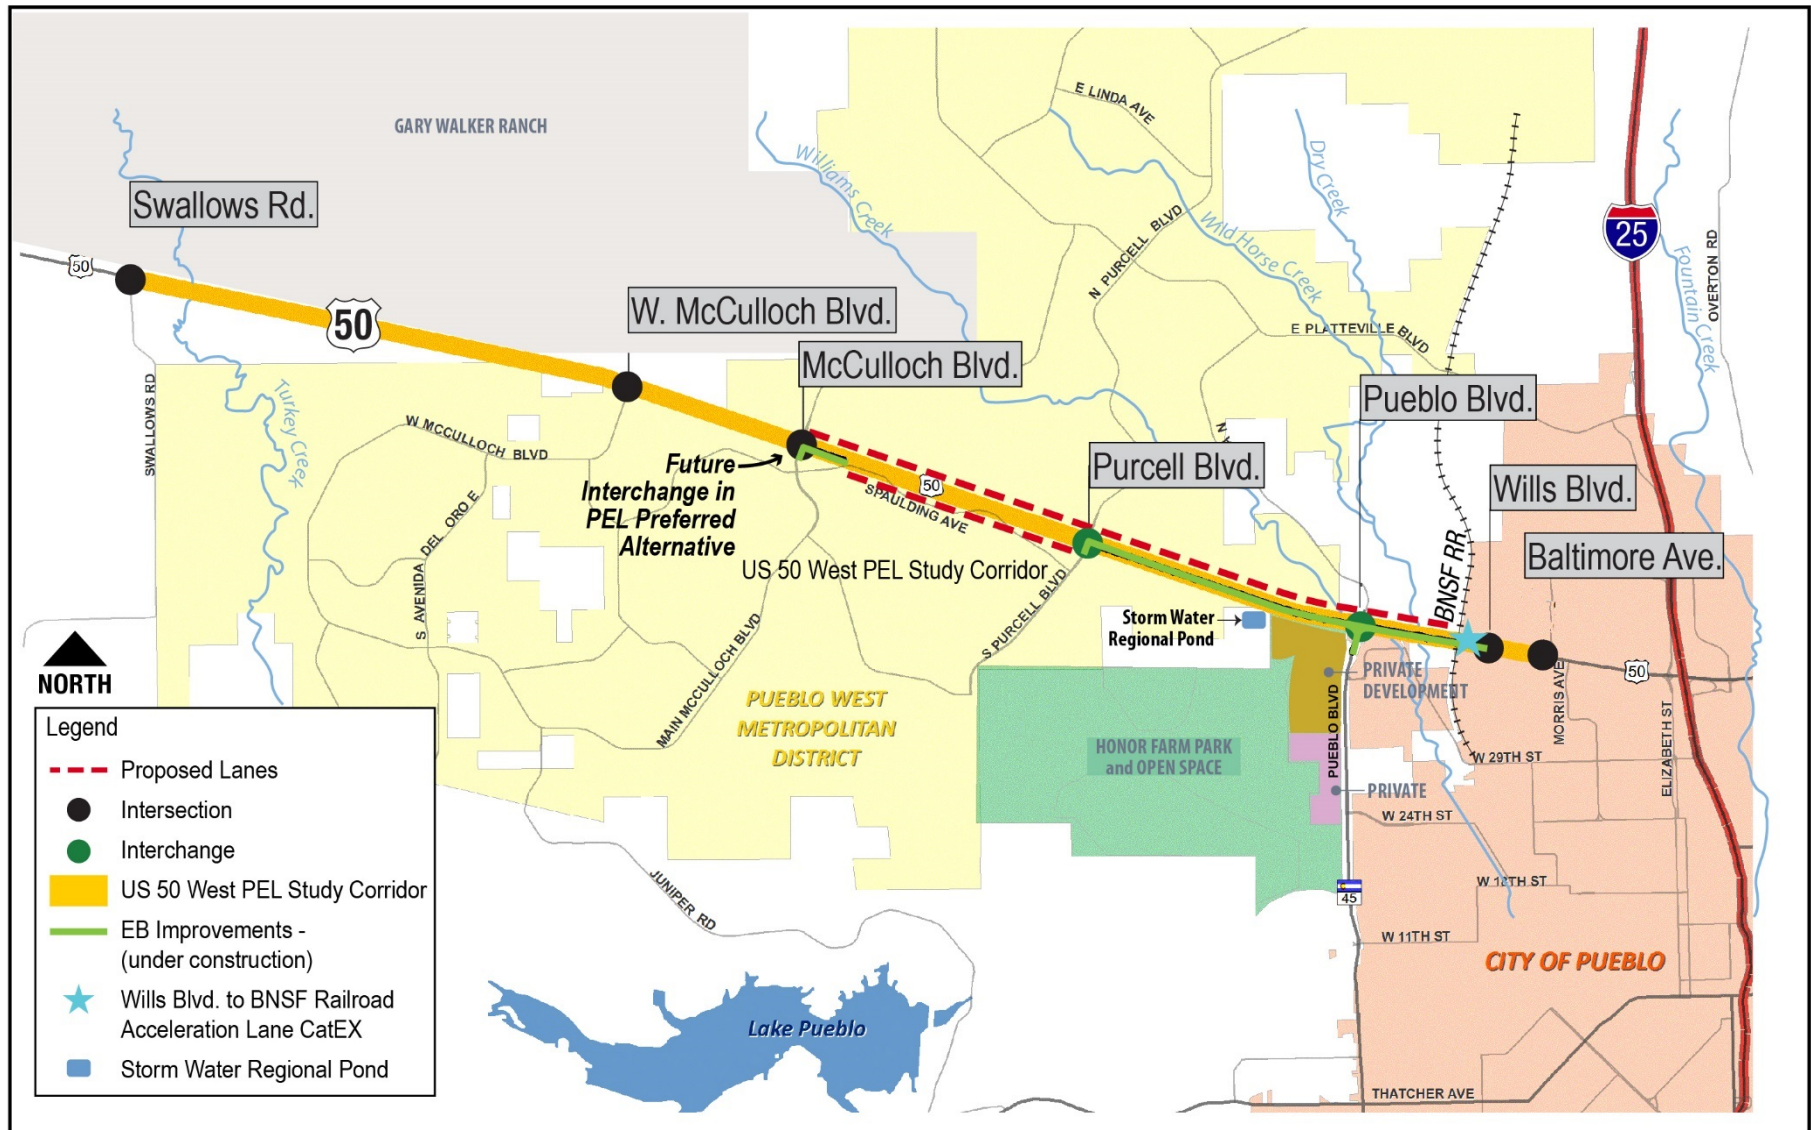 E LINDA AVE
GARY WALKER RANCH
Williams Creek
Dry Creek
Swallows Rd.
Wild Horse Creek
N PURCELL BLVD
25
OVERTON RD
Fountain Creek
50
50
W. McCulloch Blvd.
E PLATTEVILLE BLVD
McCulloch Blvd.
SWALLOWS RD
Turkey Creek
Pueblo Blvd.
W MCCULLOCH BLVD
Future
Interchange in
PEL Preferred
Alternative
50
SPAULDING AVE
Purcell Blvd.
Wills Blvd.
S AVENIDA DEL ORO E
US 50 West PEL Study Corridor
BNSF RR
Baltimore Ave.
Storm Water
Regional Pond
S PURCELL BLVD
MAIN MCCULLOCH BLVD
NORTH
PRIVATE
DEVELOPMENT
50
MORRIS AVE
ELIZABETH ST
PUEBLO BLVD
PUEBLO WEST
METROPOLITAN
DISTRICT
HONOR FARM PARK
and OPEN SPACE
W 29TH ST
PRIVATE
W 24TH ST
W 18TH ST
45
W 11TH ST
JUNIPER RD
CITY OF PUEBLO
Lake Pueblo
THATCHER AVE
Legend
Proposed Lanes
Intersection
Interchange
US 50 West PEL Study Corridor
EB Improvements -
(under construction)
Wills Blvd. to BNSF Railroad
Acceleration Lane CatEX
Storm Water Regional Pond